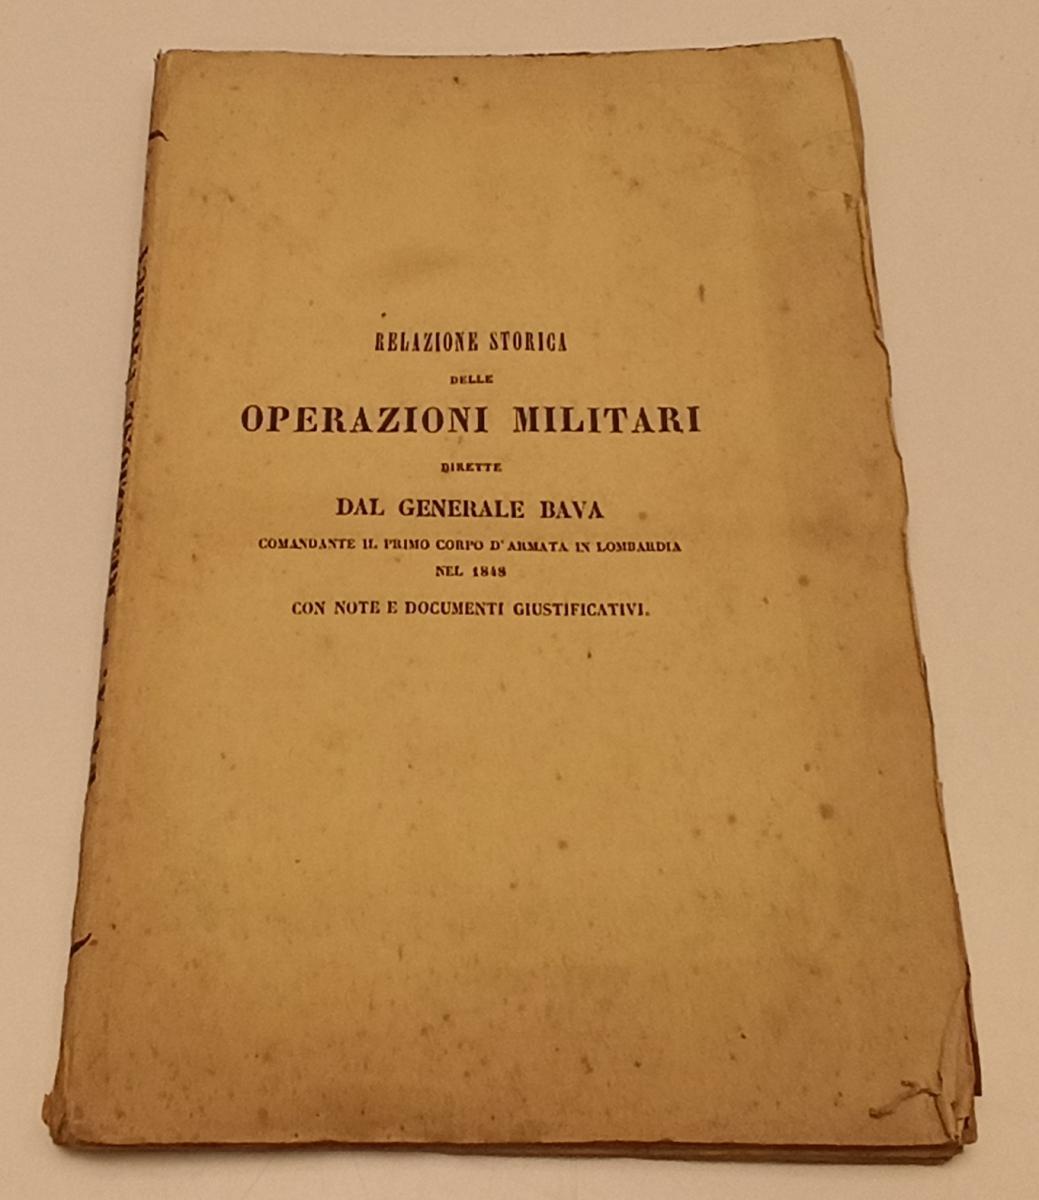 RELAZIONE STORICA
DELLE
OPERAZIONI MILITARI
DIRETTE
DAL GENERALE BAVA
COMANDANTE IL PRIMO CORPO D'ARMATA IN LOMBARDIA
NEL 1848
CON NOTE E DOCUMENTI GIUSTIFICATIVI.